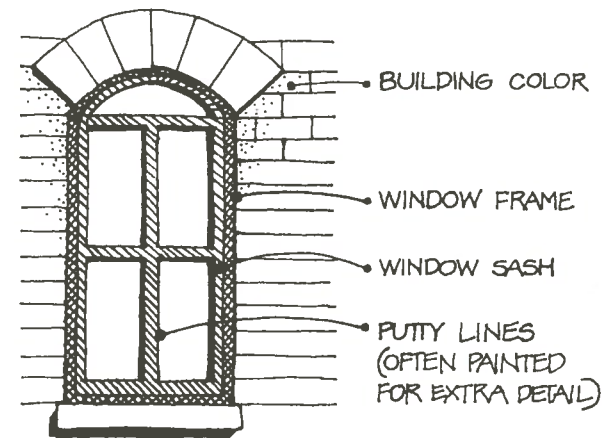 BUILDING COLOR
WINDOW FRAME
WINDOW SASH
PUTTY LINES
(OFTEN PAINTED
FOR EXTRA DETAIL)